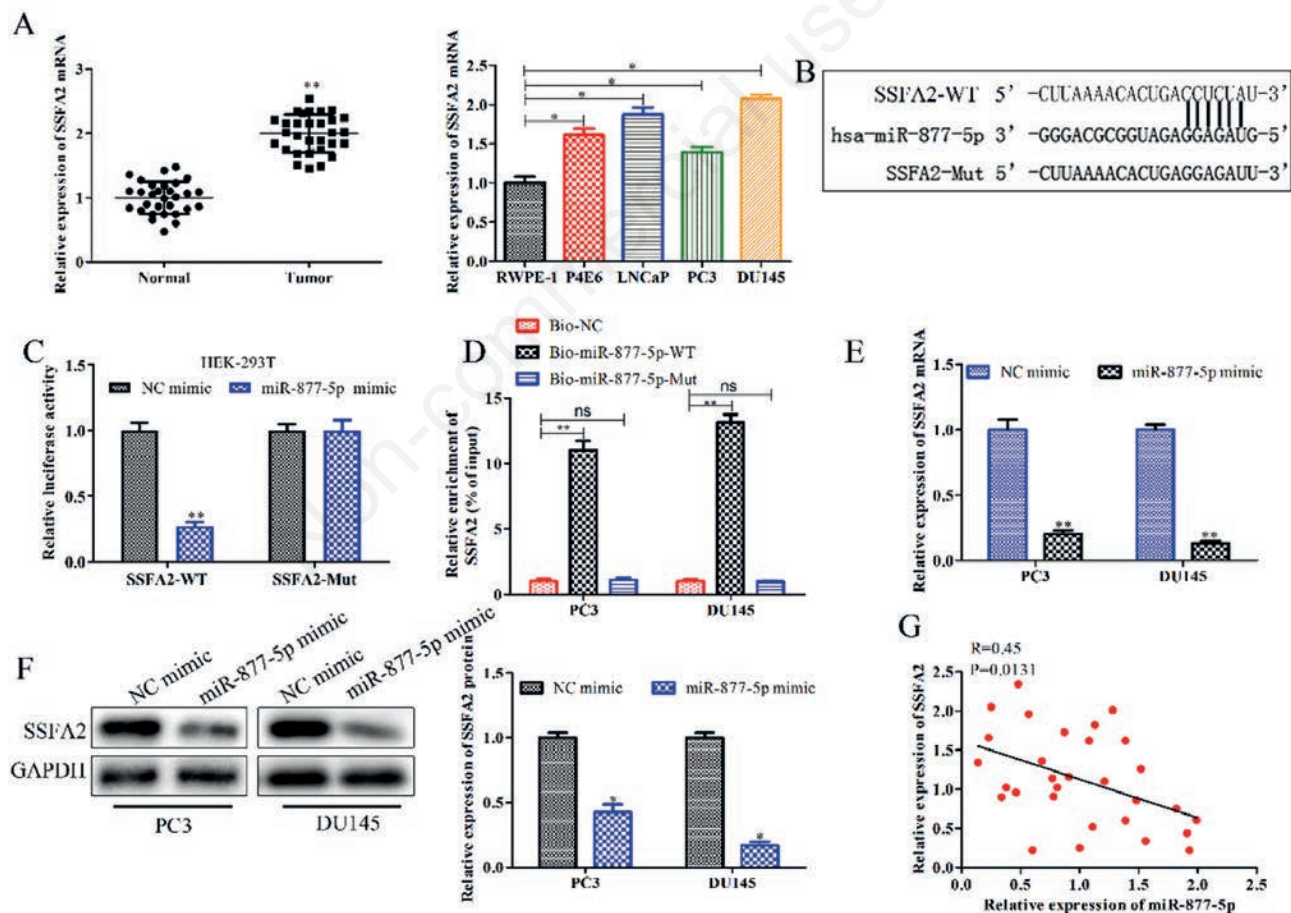 A
Relative expression of SSFA2 mRNA
3
2
1
0
**
Normal
Tumor
Relative expression of SSFA2 mRNA
2.5
2.0
1.5
1.0
0.5
0.0
*
*
*
*
RWPE-1 P4E6 LNCaP PC3 DU145
B
SSFA2-WT 5' -CUUAAAACACUGACCUCUAU-3'
hsa-miR-877-5p 3' -GGGACGCGGUAGAGGAGAUG-5'
SSFA2-Mut 5' -CUUAAAACACUGAGGAGAUU-3'
C
HEK-293T
NC mimic miR-877-5p mimic
Relative luciferase activity
1.5
1.0
0.5
0.0
**
SSFA2-WT SSFA2-Mut
D
Bio-NC
Bio-miR-877-5p-WT
Bio-miR-877-5p-Mut
Relative enrichment of
SSFA2 (% of input)
15
10
5
0
ns
**
ns
**
PC3 DU145
E
NC mimic miR-877-5p mimic
Relative expression of SSFA2 mRNA
1.5
1.0
0.5
0.0
**
**
PC3 DU145
F
NC mimic
miR-877-5p mimic
NC mimic
miR-877-5p mimic
SSFA2
GAPDH
PC3 DU145
Relative expression of SSFA2 protein
NC mimic miR-877-5p mimic
1.5
1.0
0.5
0.0
*
*
PC3 DU145
G
R=0.45
P=0.0131
Relative expression of SSFA2
2.5
2.0
1.5
1.0
0.5
0.0
0.0 0.5 1.0 1.5 2.0 2.5
Relative expression of miR-877-5p
non-commercial use